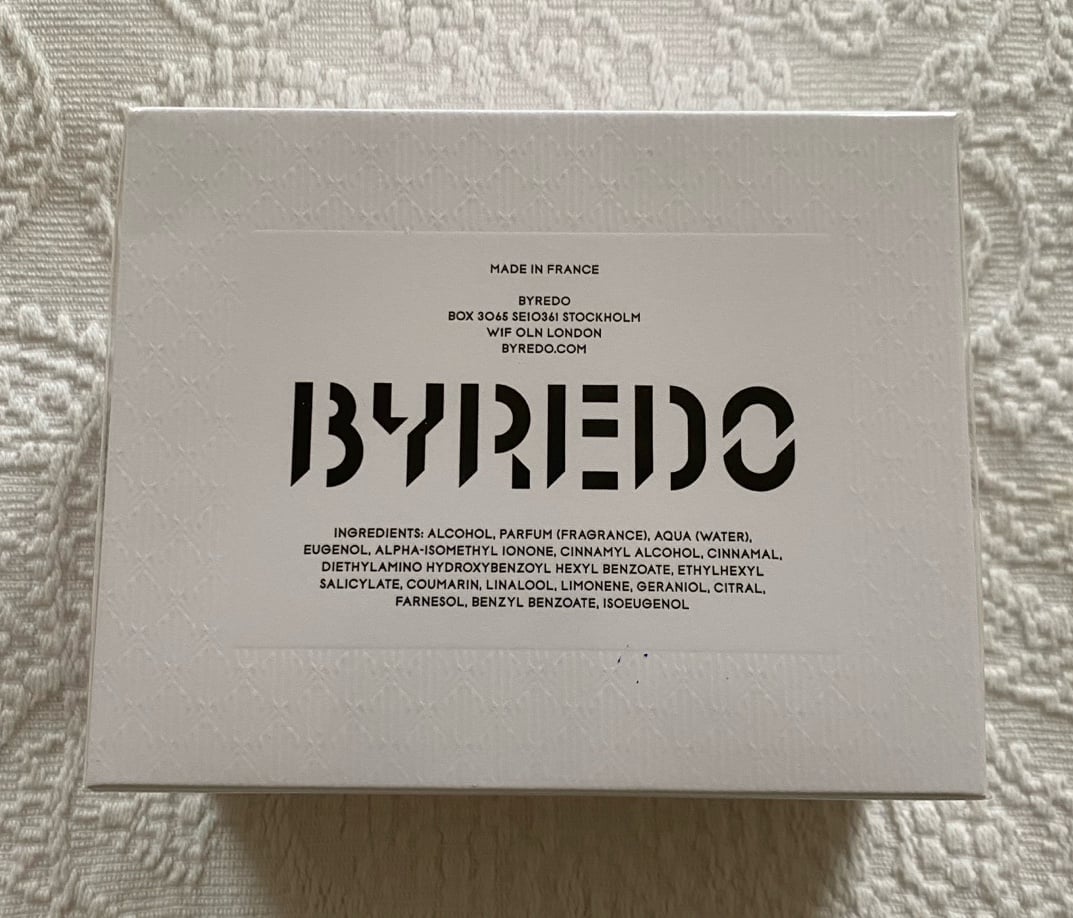 MADE IN FRANCE
BYREDO
BOX 3065 SE10361 STOCKHOLM
W1F OLN LONDON
BYREDO.COM
BYREDO
INGREDIENTS: ALCOHOL, PARFUM (FRAGRANCE), AQUA (WATER),
EUGENOL, ALPHA-ISOMETHYL IONONE, CINNAMYL ALCOHOL, CINNAMAL,
DIETHYLAMINO HYDROXYBENZOYL HEXYL BENZOATE, ETHYLHEXYL
SALICYLATE, COUMARIN, LINALOOL, LIMONENE, GERANIOL, CITRAL,
FARNESOL, BENZYL BENZOATE, ISOEUGENOL